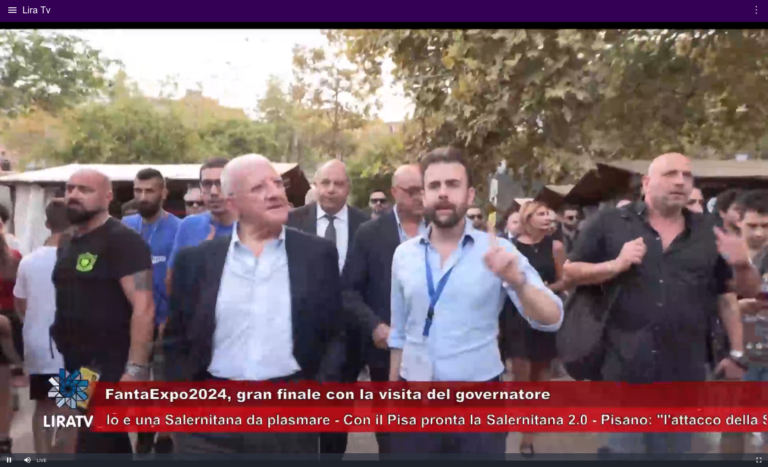 Lira Tv
FantaExpo2024, gran finale con la visita del governatore
LIRATV
lo e una Salernitana da plasmare - Con il Pisa pronta la Salernitana 2.0 - Pisano: "l'attacco della S
LIVE